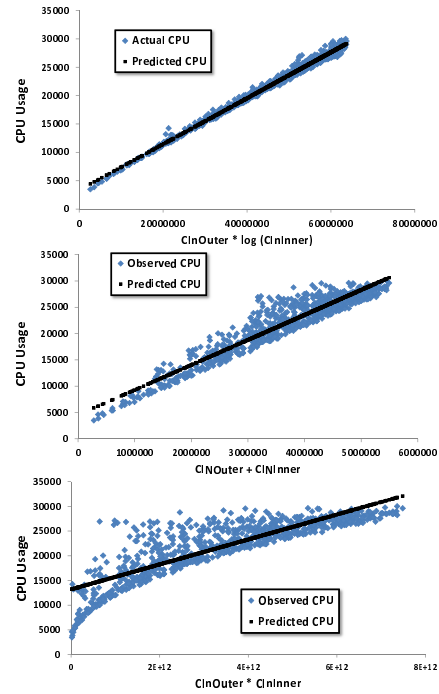 35000
30000
25000
20000
15000
10000
5000
0
CPU Usage
Actual CPU
Predicted CPU
0 20000000 40000000 60000000 80000000
CInOuter * log (CInInner)
35000
30000
25000
20000
15000
10000
5000
0
CPU Usage
Observed CPU
Predicted CPU
0 1000000 2000000 3000000 4000000 5000000 6000000
CINOuter + CINInner
35000
30000
25000
20000
15000
10000
5000
0
CPU Usage
Observed CPU
Predicted CPU
0 2E+12 4E+12 6E+12 8E+12
CInOuter * CInInner